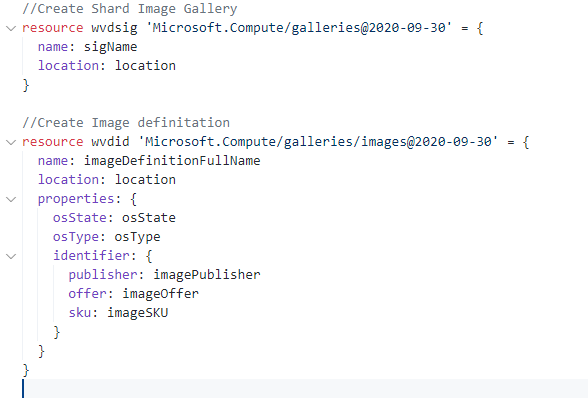 //Create Shard Image Gallery
resource wvdsig 'Microsoft.Compute/galleries@2020-09-30' = {
name: sigName
location: location
}
//Create Image definitation
resource wvdid 'Microsoft.Compute/galleries/images@2020-09-30' = {
name: imageDefinitionFullName
location: location
properties: {
osState: osState
osType: osType
identifier: {
publisher: imagePublisher
offer: imageOffer
sku: imageSKU
}
}
}